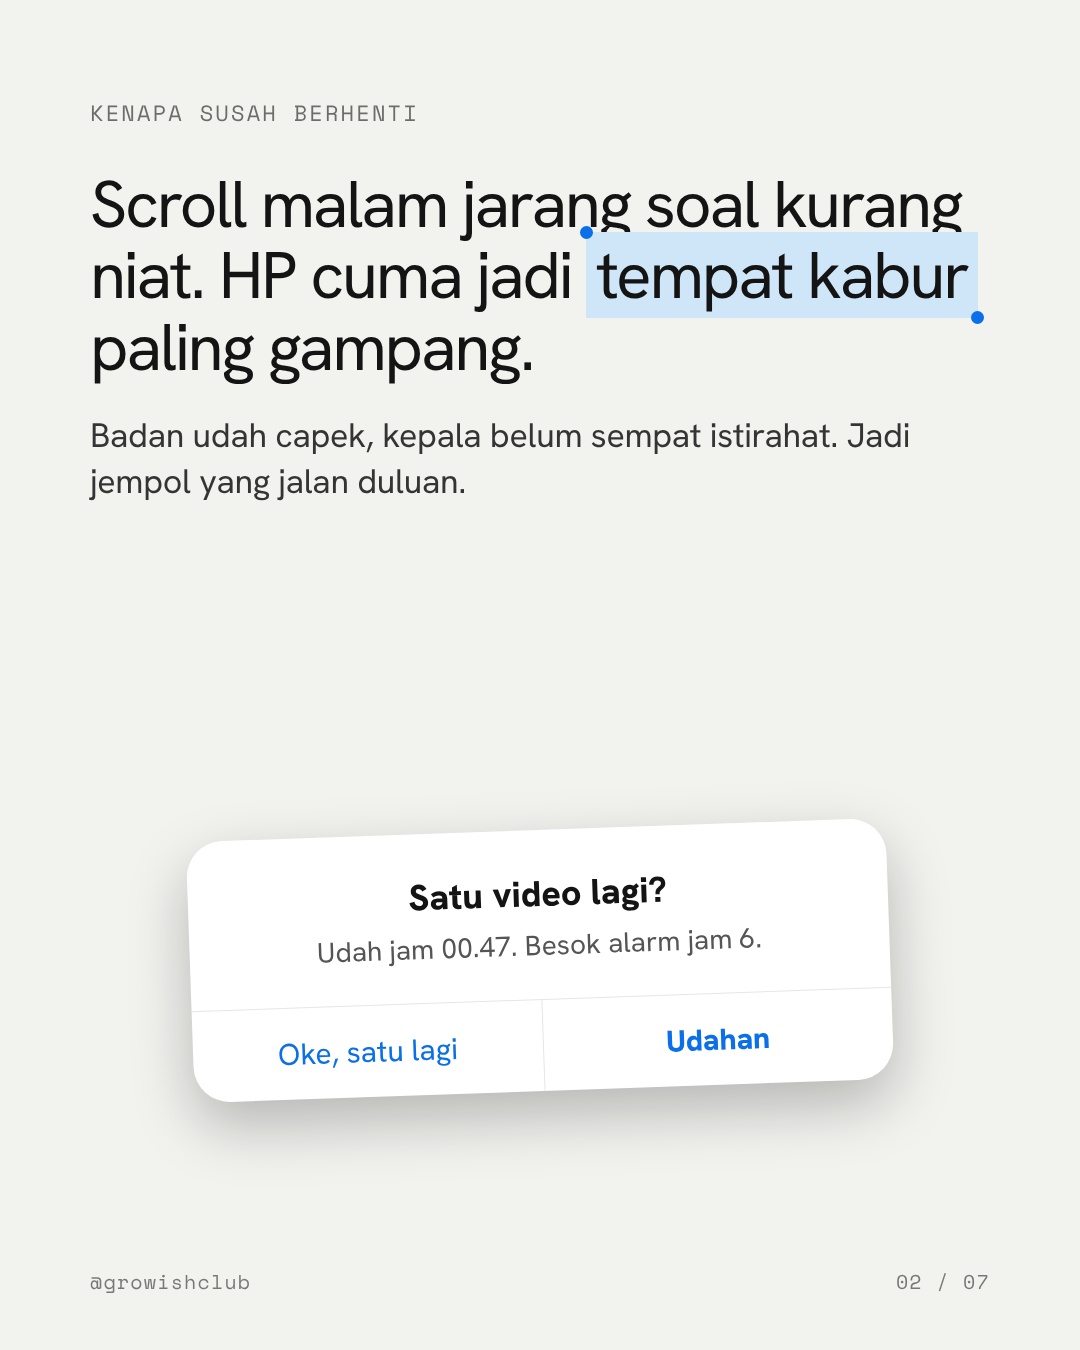 KENAPA SUSAH BERHENTI
Scroll malam jarang soal kurang
niat. HP cuma jadi tempat kabur
paling gampang.
Badan udah capek, kepala belum sempat istirahat. Jadi
jempol yang jalan duluan.
Satu video lagi?
Udah jam 00.47. Besok alarm jam 6.
Oke, satu lagi
Udahan
@growishclub
02 / 07